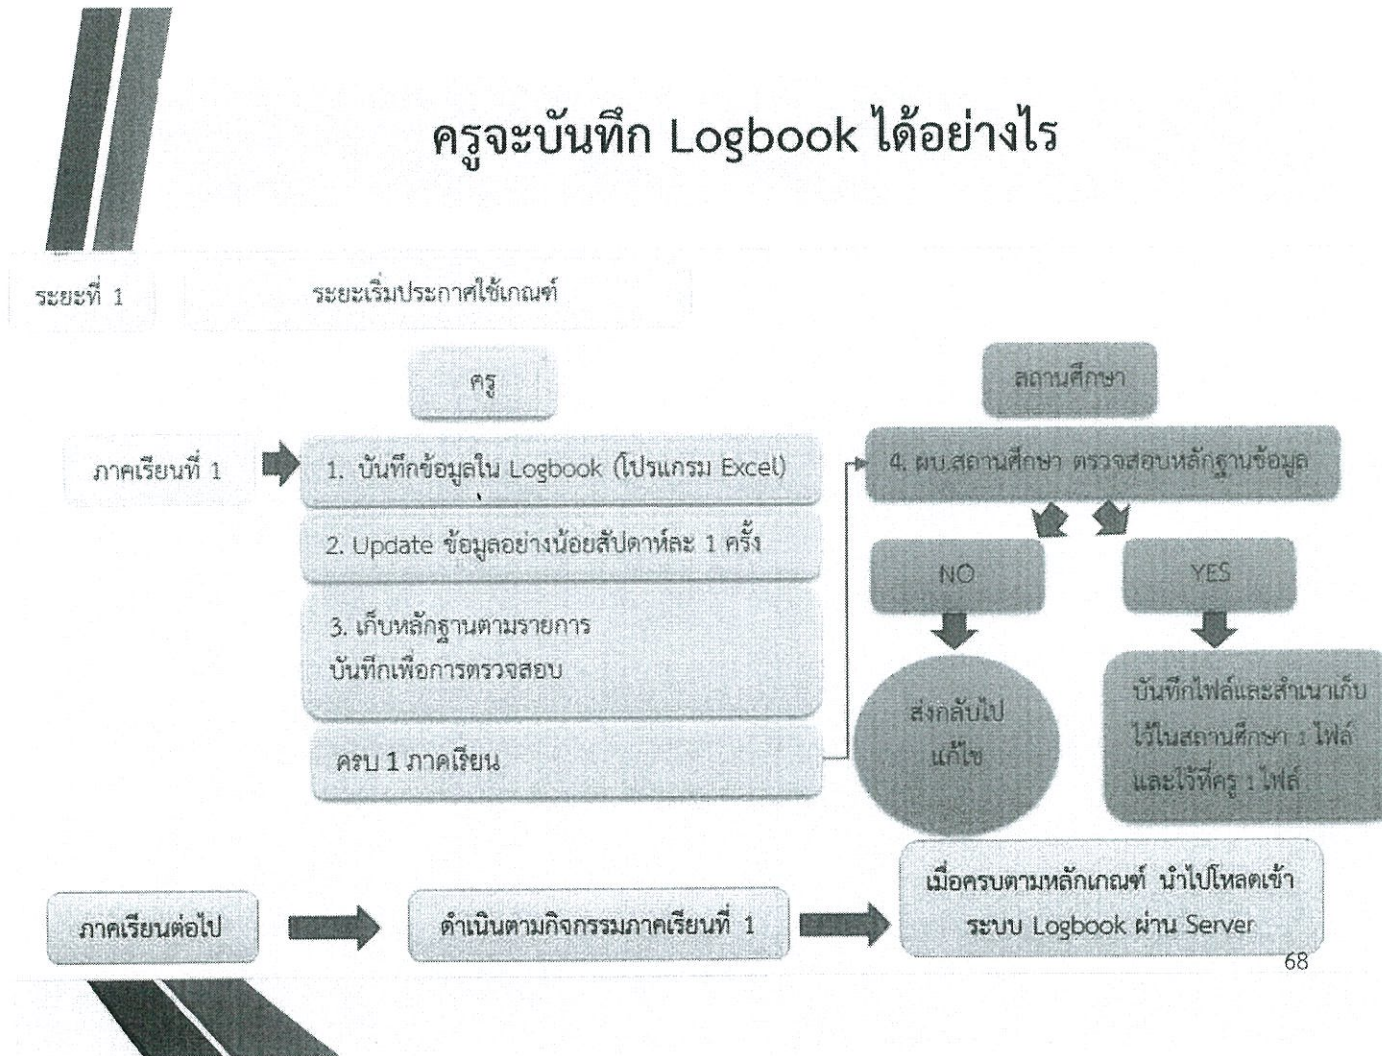 ครูจะบันทึก Logbook ได้อย่างไร
ระยะที่ 1
ระยะเริ่มประกาศใช้เกณฑ์
ครู
สถานศึกษา
ภาคเรียนที่ 1
1. บันทึกข้อมูลใน Logbook (โปรแกรม Excel)
2. Update ข้อมูลอย่างน้อยสัปดาห์ละ 1 ครั้ง
3. เก็บหลักฐานตามรายการ
บันทึกเพื่อการตรวจสอบ
ครบ 1 ภาคเรียน
4. ผบ.สถานศึกษา ตรวจสอบหลักฐานข้อมูล
NO
YES
ส่งกลับไป
แก้ไข
บันทึกไฟล์และสำเนาเก็บ
ไว้ในสถานศึกษา 1 ไฟล์
และไว้ที่ครู 1 ไฟล์
ภาคเรียนต่อไป
ดำเนินตามกิจกรรมภาคเรียนที่ 1
เมื่อครบตามหลักเกณฑ์ นำไปโหลดเข้า
ระบบ Logbook ผ่าน Server
68